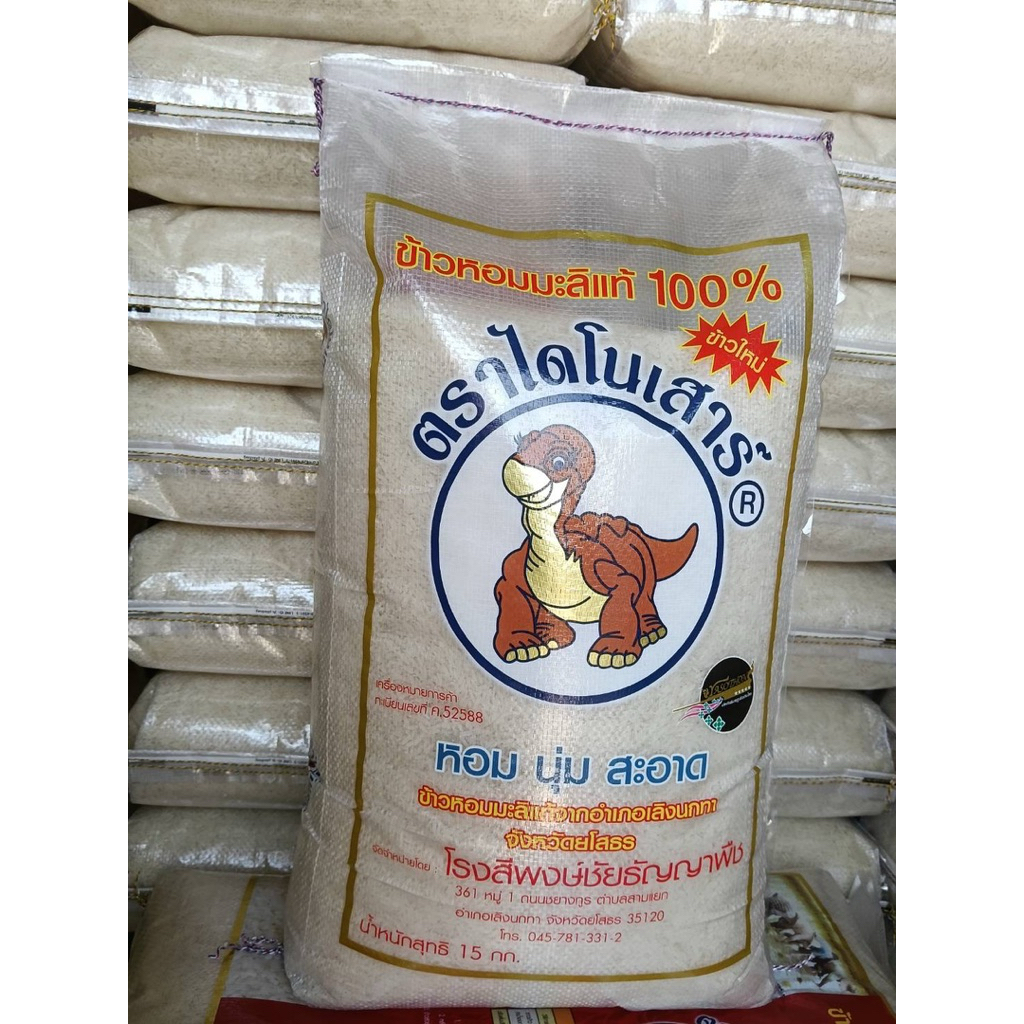 ข้าวหอมมะลิแท้ 100%
ข้าวใหม่
ตราไดโนเสาร์ ®
เครื่องหมายการค้า
ทะเบียนเลขที่ ค.52588
หอม นุ่ม สะอาด
ข้าวหอมมะลิแท้จากอำเภอเลิงนกทา
จังหวัดยโสธร
จัดจำหน่ายโดย : โรงสีพงษ์ชัยธัญญาพืช
361 หมู่ 1 ถนนชยางกูร ตำบลสามแยก
อำเภอเลิงนกทา จังหวัดยโสธร 35120
โทร. 045-781-331-2
น้ำหนักสุทธิ 15 กก.